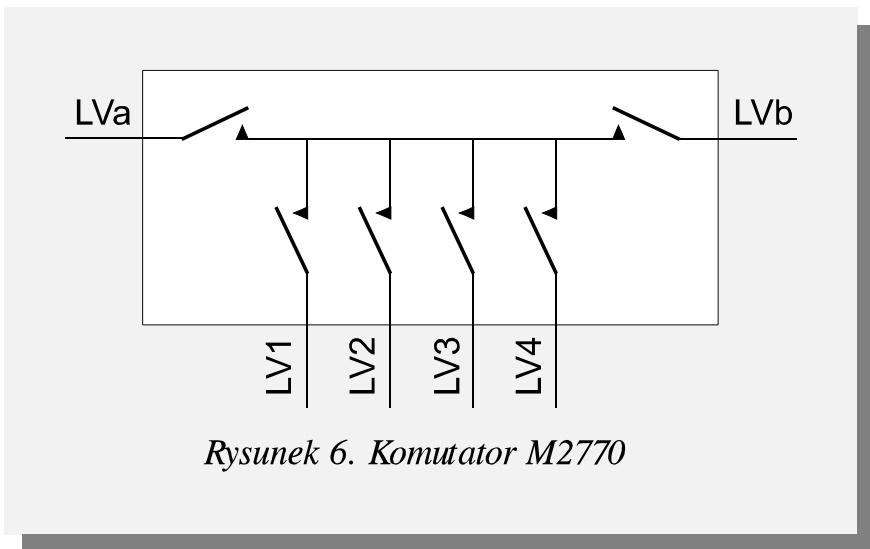 LVa
LVb
LV1
LV2
LV3
LV4
Rysunek 6. Komutator M2770